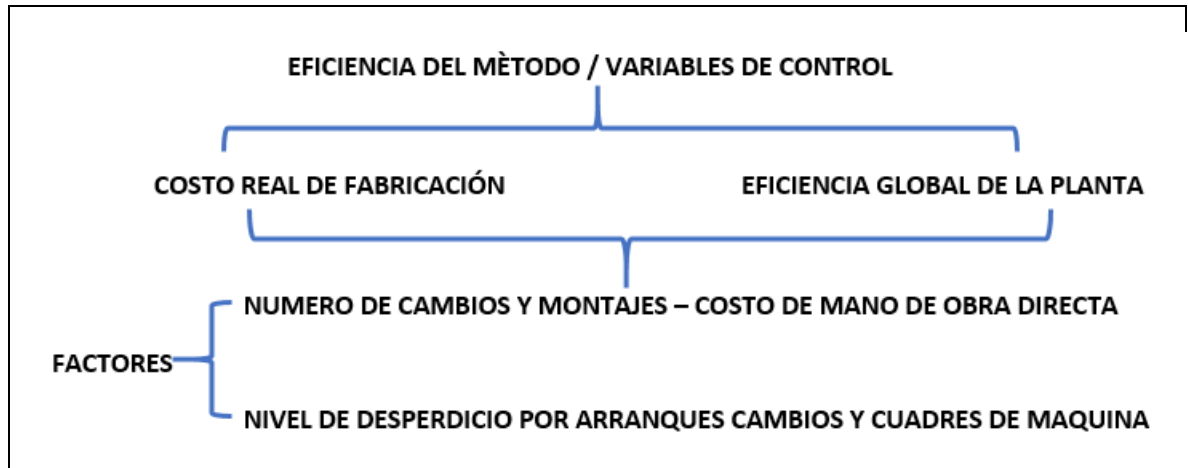 EFICIENCIA DEL MÈTODO / VARIABLES DE CONTROL
COSTO REAL DE FABRICACIÓN
EFICIENCIA GLOBAL DE LA PLANTA
NUMERO DE CAMBIOS Y MONTAJES – COSTO DE MANO DE OBRA DIRECTA
FACTORES
NIVEL DE DESPERDICIO POR ARRANQUES CAMBIOS Y CUADRES DE MAQUINA